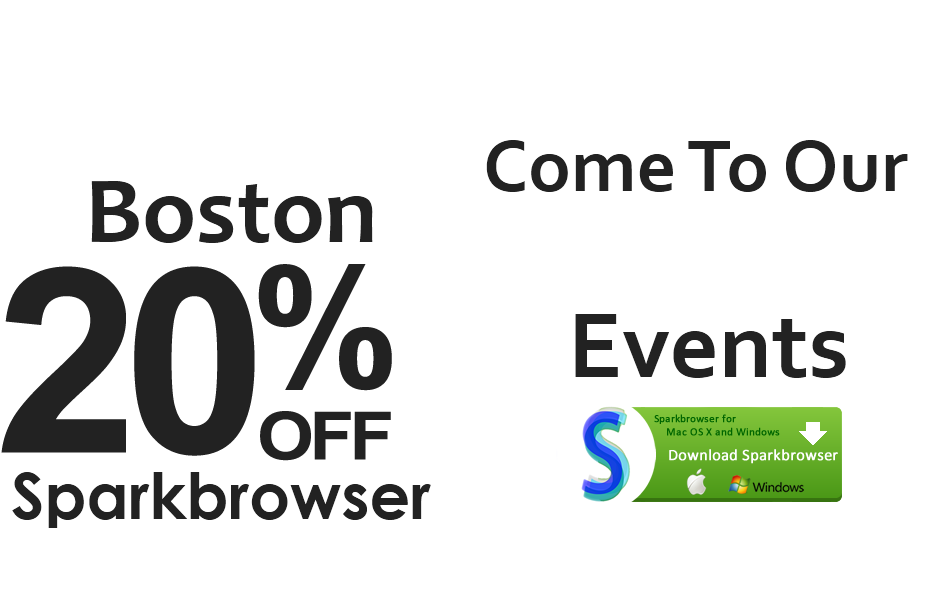 Boston
20%
OFF
Sparkbrowser
Come To Our
Events
Sparkbrowser for
Mac OS X and Windows
Download Sparkbrowser
Windows